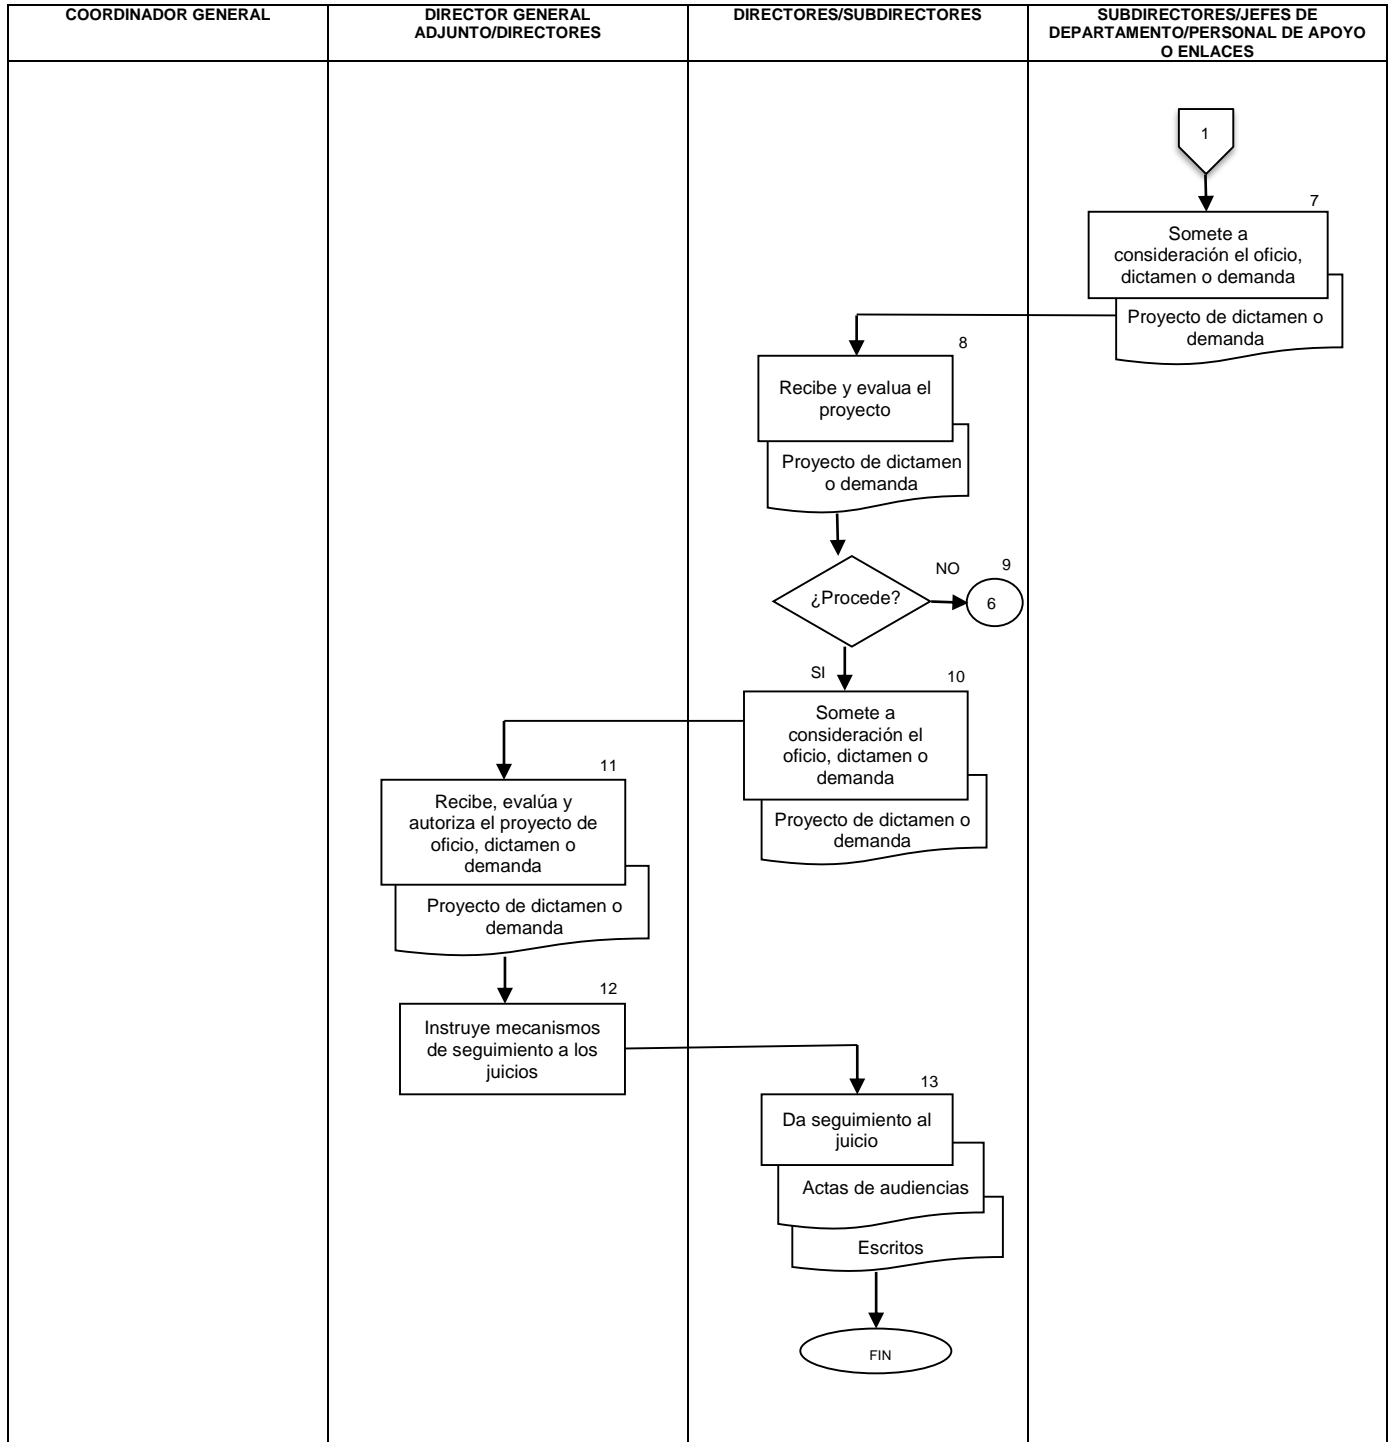 COORDINADOR GENERAL
DIRECTOR GENERAL
ADJUNTO/DIRECTORES
DIRECTORES/SUBDIRECTORES
SUBDIRECTORES/JEFES DE
DEPARTAMENTO/PERSONAL DE APOYO
O ENLACES
1
7
Somete a
consideración el oficio,
dictamen o demanda
Proyecto de dictamen o
demanda
8
Recibe y evalua el
proyecto
Proyecto de dictamen
o demanda
¿Procede?
NO
9
6
SI
10
Somete a
consideración el
oficio, dictamen o
demanda
Proyecto de dictamen o
demanda
11
Recibe, evalúa y
autoriza el proyecto de
oficio, dictamen o
demanda
Proyecto de dictamen o
demanda
12
Instruye mecanismos
de seguimiento a los
juicios
13
Da seguimiento al
juicio
Actas de audiencias
Escritos
FIN